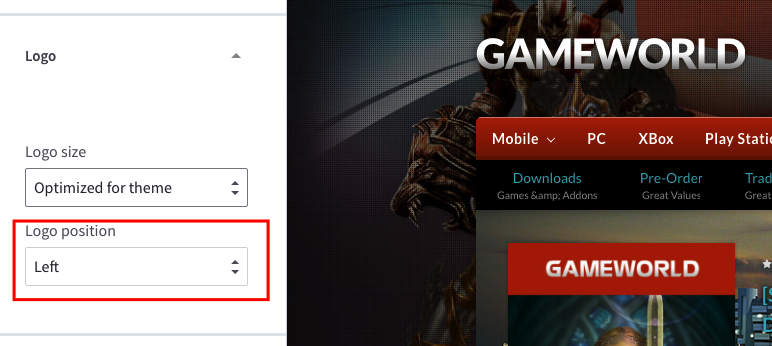 Logo
Logo size
Optimized for theme
Logo position
Left
GAMEWORLD
Mobile PC XBox Play Static
Downloads Pre-Order Trad
Games &amp; Addons Great Values Great
GAMEWORLD